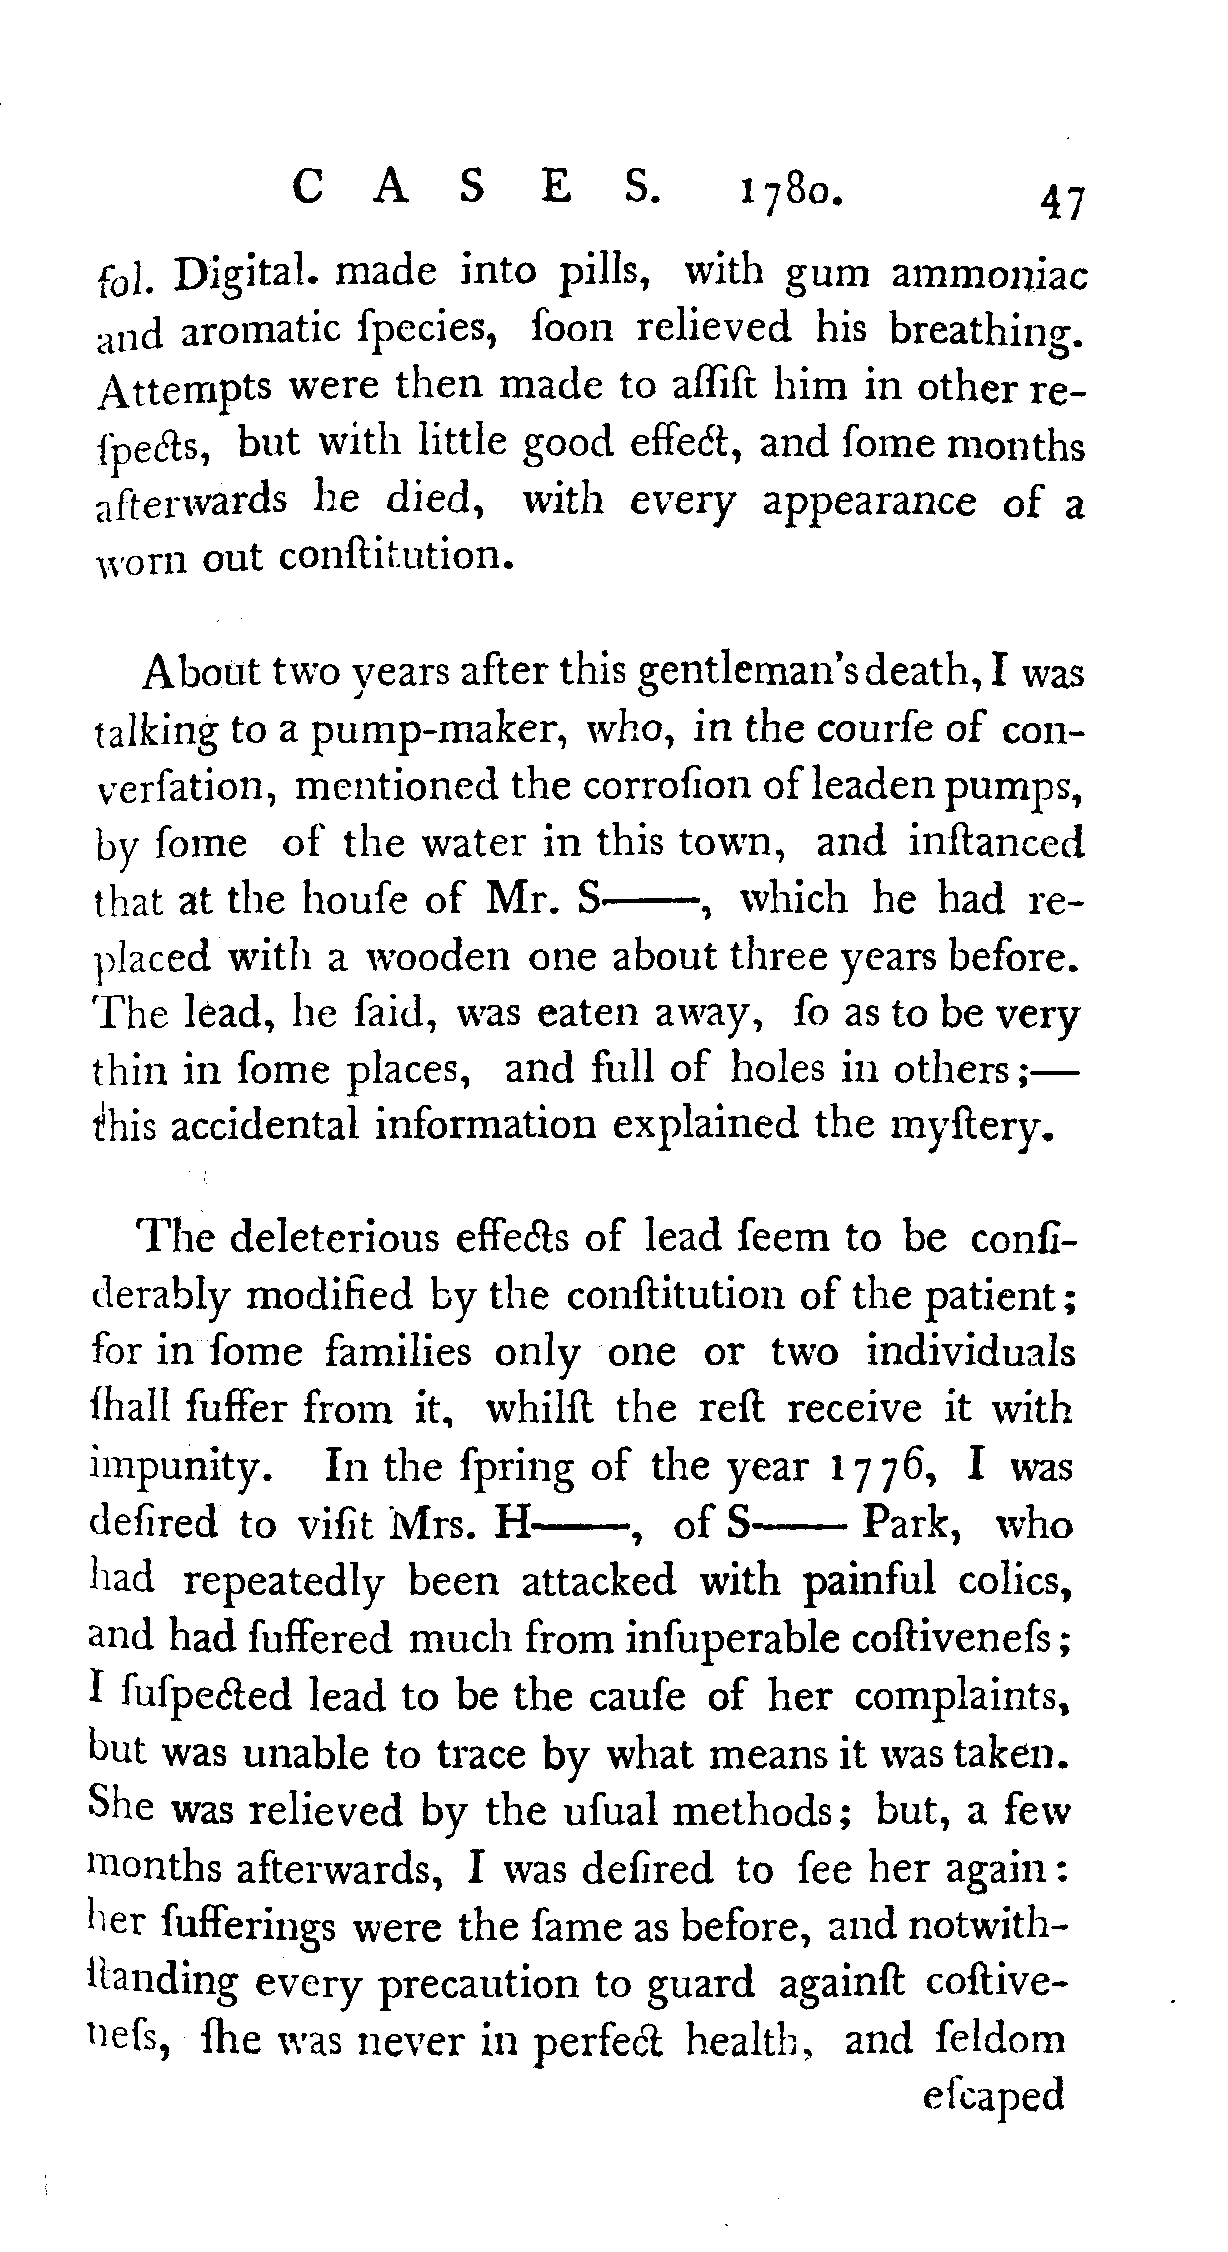 C A S E S. 1780. 47
fol. Digital. made into pills, with gum ammoniac
and aromatic ſpecies, ſoon relieved his breathing.
Attempts were then made to aſſiſt him in other re-
ſpects, but with little good effect, and ſome months
afterwards he died, with every appearance of a
worn out conſtitution.
About two years after this gentleman's death, I was
talking to a pump-maker, who, in the courſe of con-
verſation, mentioned the corroſion of leaden pumps,
by ſome of the water in this town, and inſtanced
that at the houſe of Mr. S——, which he had re-
placed with a wooden one about three years before.
The lead, he ſaid, was eaten away, ſo as to be very
thin in ſome places, and full of holes in others;—
this accidental information explained the myſtery.
The deleterious effects of lead ſeem to be conſi-
derably modified by the conſtitution of the patient;
for in ſome families only one or two individuals
ſhall ſuffer from it, whilſt the reſt receive it with
impunity. In the ſpring of the year 1776, I was
deſired to viſit Mrs. H——, of S—— Park, who
had repeatedly been attacked with painful colics,
and had ſuffered much from inſuperable coſtiveneſs;
I ſuſpected lead to be the cauſe of her complaints,
but was unable to trace by what means it was taken.
She was relieved by the uſual methods; but, a few
months afterwards, I was deſired to ſee her again:
her ſufferings were the ſame as before, and notwith-
ſtanding every precaution to guard againſt coſtive-
neſs, ſhe was never in perfect health, and ſeldom
eſcaped